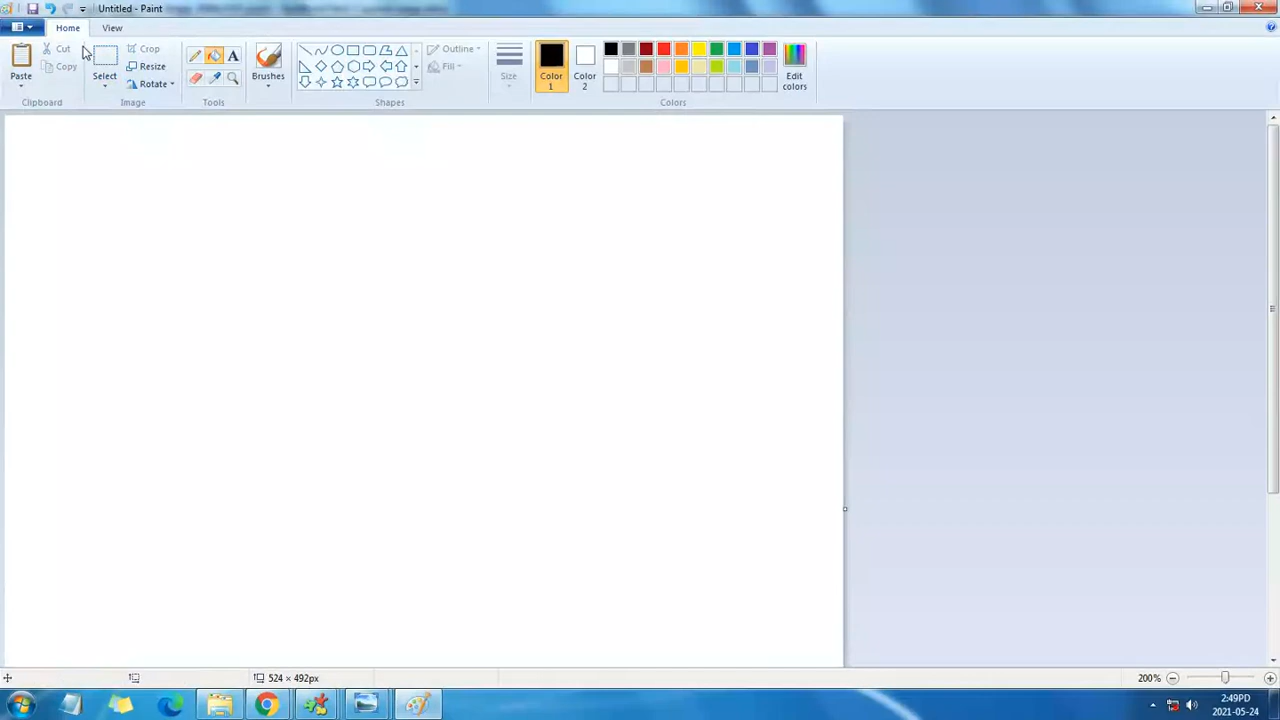 Untitled - Paint
Home View
Paste
Cut
Copy
Clipboard
Select
Crop
Resize
Rotate
Image
A
Tools
Brushes
Outline
Fill
Shapes
Size
Color
1
Color
2
Edit
colors
Colors
524 × 492px
200%
2:49PD
2021-05-24